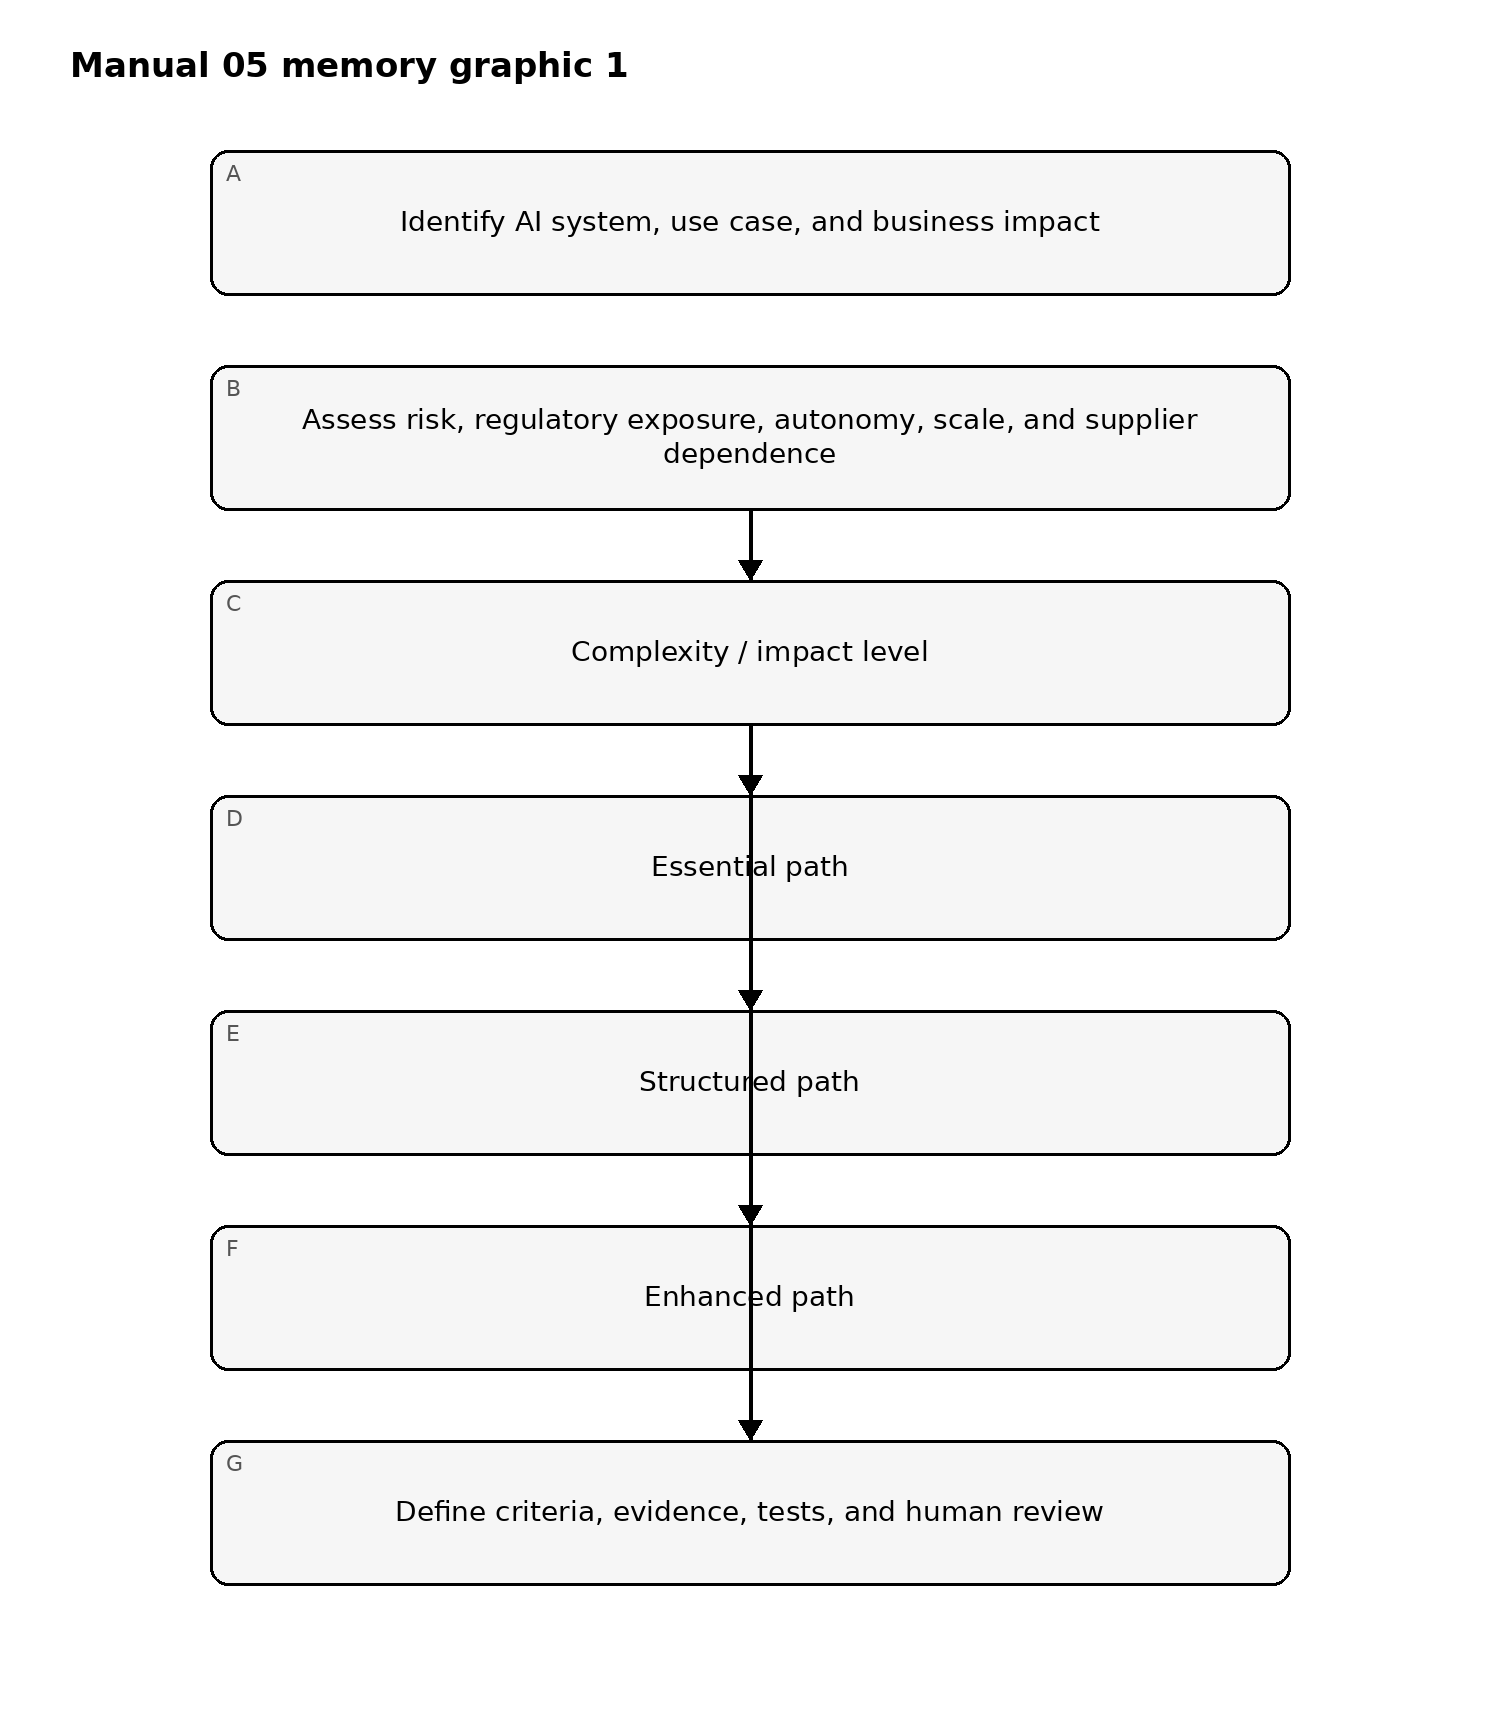 Manual 05 memory graphic 1
A
Identify AI system, use case, and business impact
B
Assess risk, regulatory exposure, autonomy, scale, and supplier
dependence
C
Complexity / impact level
D
Essential path
E
Structured path
F
Enhanced path
G
Define criteria, evidence, tests, and human review